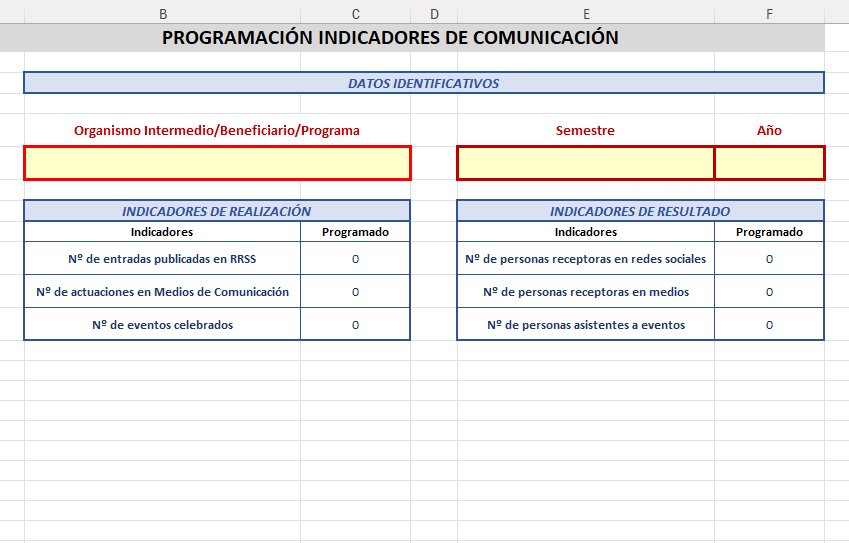 B C D E F
PROGRAMACIÓN INDICADORES DE COMUNICACIÓN
DATOS IDENTIFICATIVOS
Organismo Intermedio/Beneficiario/Programa Semestre Año
INDICADORES DE REALIZACIÓN INDICADORES DE RESULTADO
Indicadores Programado Indicadores Programado
Nº de entradas publicadas en RRSS 0 Nº de personas receptoras en redes sociales 0
Nº de actuaciones en Medios de Comunicación 0 Nº de personas receptoras en medios 0
Nº de eventos celebrados 0 Nº de personas asistentes a eventos 0